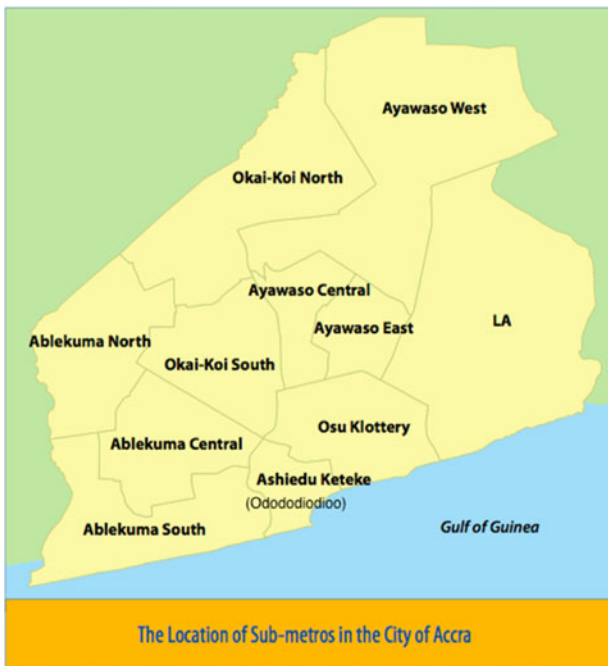 Ayawaso West
Okai-Koi North
Ayawaso Central
Ayawaso East
LA
Ablekuma North
Okai-Koi South
Osu Klottery
Ablekuma Central
Ashiedu Keteke
(Odododiodioo)
Ablekuma South
Gulf of Guinea
The Location of Sub-metros in the City of Accra